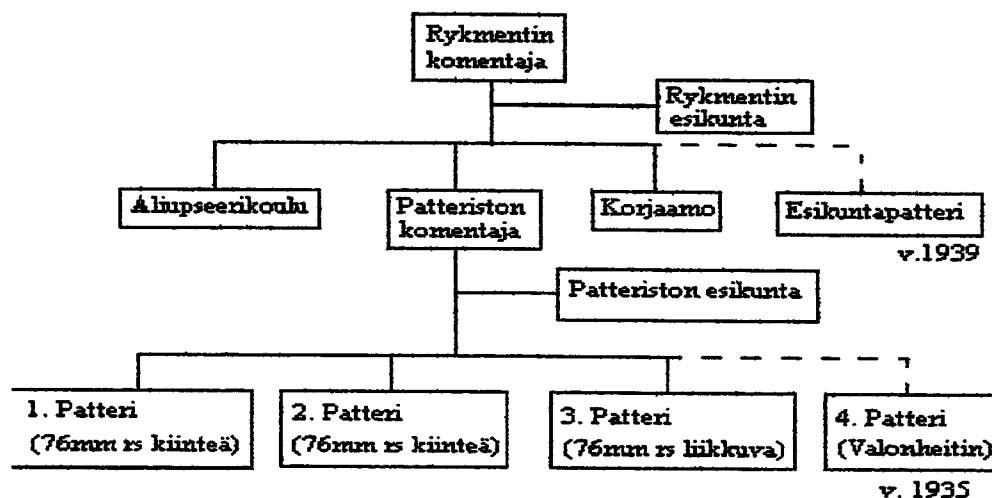 Rykmentin
komentaja
Rykmentin
esikunta
Aliupseerikoulu
Patteriston
komentaja
Korjaamo
Esikuntapatteri
v.1939
Patteriston esikunta
1. Patteri
(76mm rs kiinteä)
2. Patteri
(76mm rs kiinteä)
3. Patteri
(76mm rs liikkuva)
4. Patteri
(Valonheitin)
v. 1935